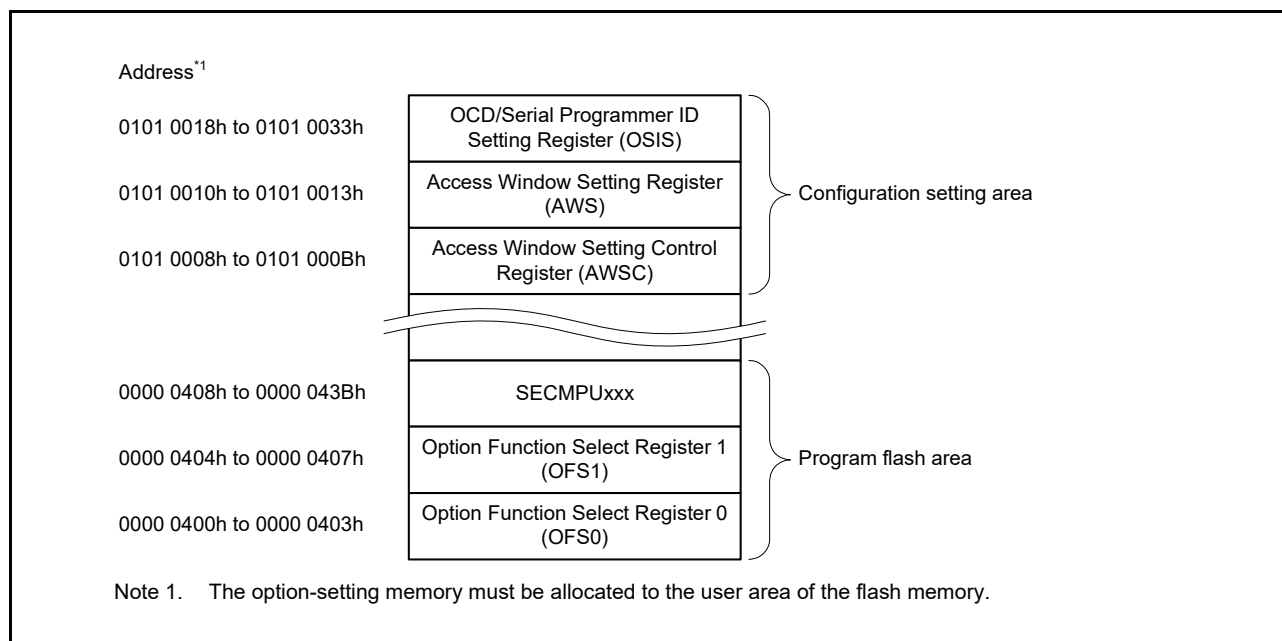 Address*1
0101 0018h to 0101 0033h
OCD/Serial Programmer ID
Setting Register (OSIS)
0101 0010h to 0101 0013h
Access Window Setting Register
(AWS)
Configuration setting area
0101 0008h to 0101 000Bh
Access Window Setting Control
Register (AWSC)
0000 0408h to 0000 043Bh
SECMPUxxx
0000 0404h to 0000 0407h
Option Function Select Register 1
(OFS1)
Program flash area
0000 0400h to 0000 0403h
Option Function Select Register 0
(OFS0)
Note 1. The option-setting memory must be allocated to the user area of the flash memory.